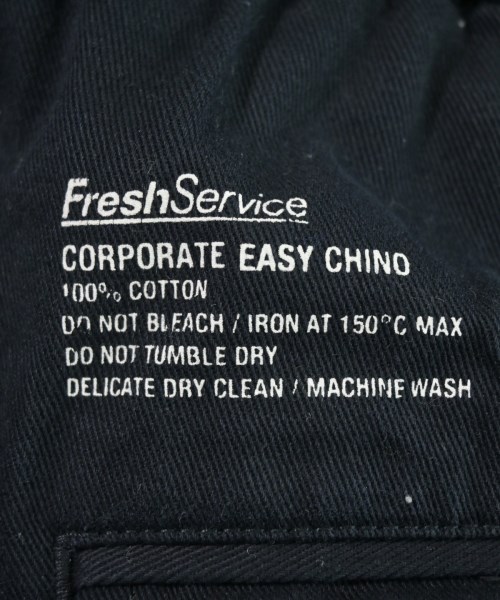 FreshService
CORPORATE EASY CHINO
100% COTTON
DO NOT BLEACH / IRON AT 150°C MAX
DO NOT TUMBLE DRY
DELICATE DRY CLEAN / MACHINE WASH